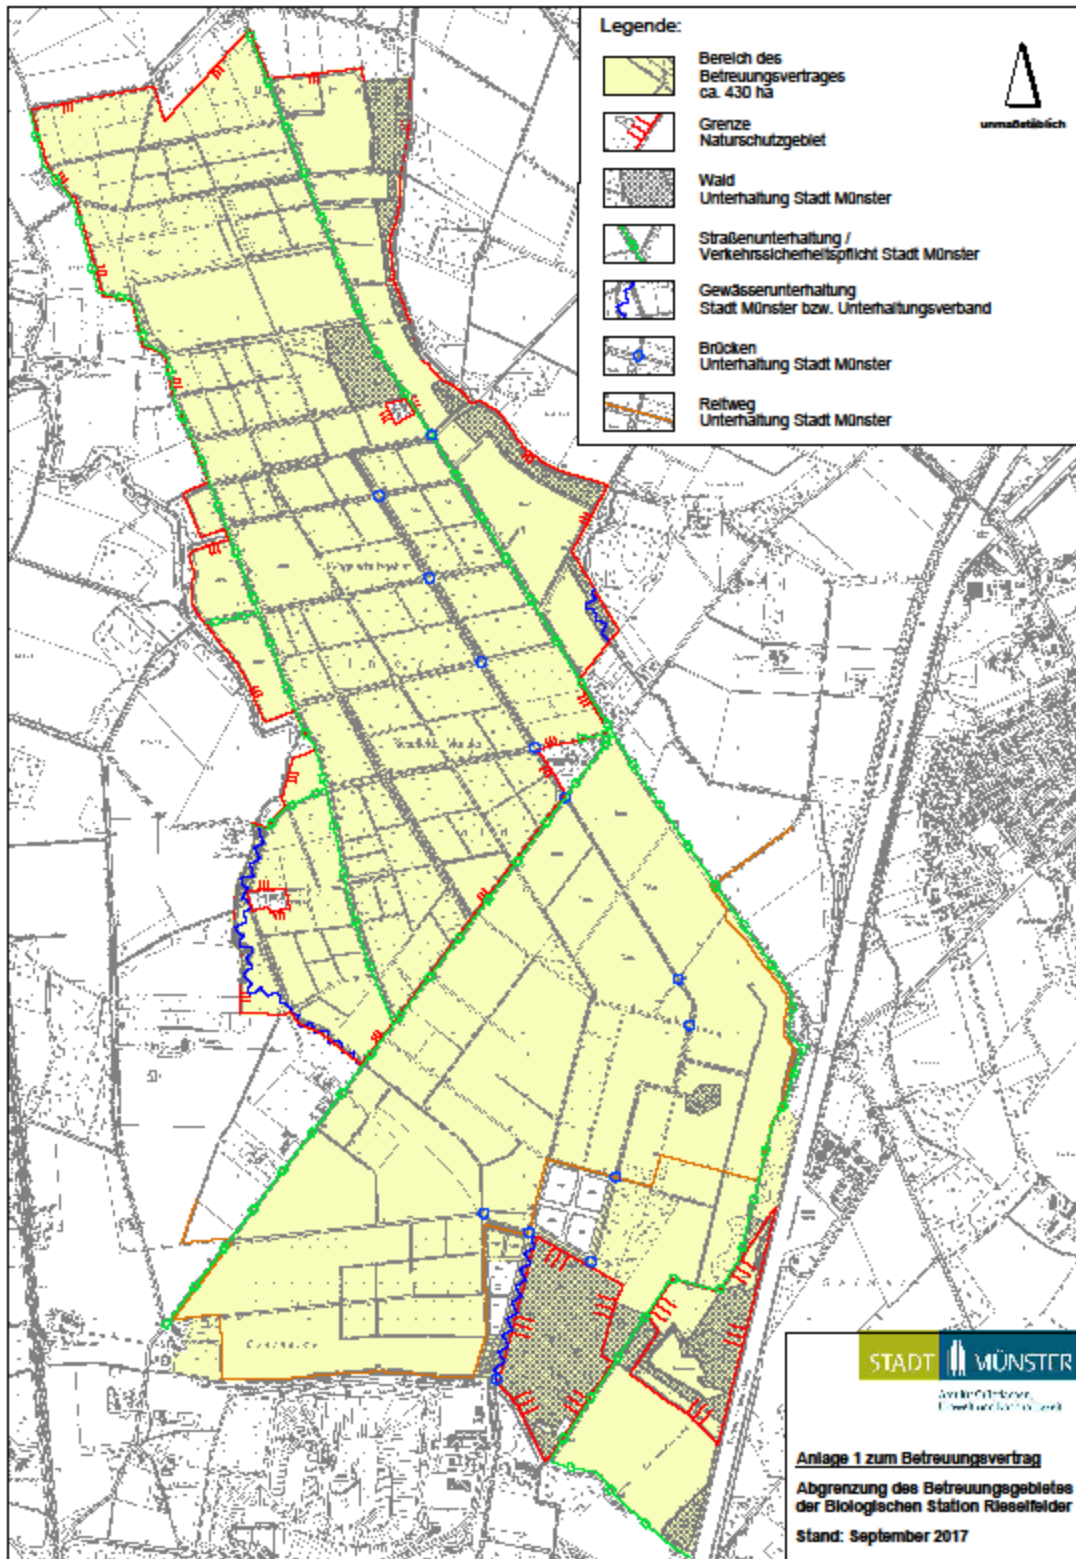 Legende:
Bereich des
Betreuungsvertrages
ca. 430 ha
Grenze
Naturschutzgebiet
Wald
Unterhaltung Stadt Münster
Straßenunterhaltung /
Verkehrssicherheitspflicht Stadt Münster
Gewässerunterhaltung
Stadt Münster bzw. Unterhaltungsverband
Brücken
Unterhaltung Stadt Münster
Reitweg
Unterhaltung Stadt Münster
unmaßstäblich
STADT MÜNSTER
Anlage 1 zum Betreuungsvertrag
Abgrenzung des Betreuungsgebietes
der Biologischen Station Rieselfelder
Stand: September 2017